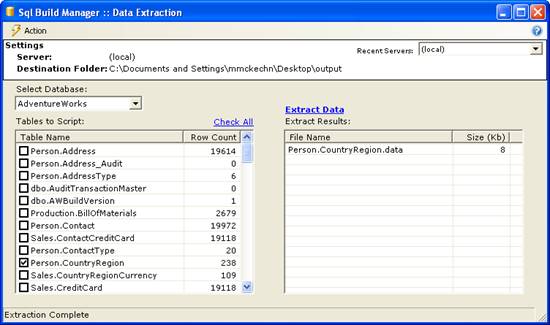 Sql Build Manager :: Data Extraction
Action
Settings
Recent Servers: (local)
Server: (local)
Destination Folder: C:\Documents and Settings\mmckechn\Desktop\output
Select Database:
AdventureWorks
Tables to Script: Check All
Table Name Row Count
Person.Address 19614
Person.Address_Audit 0
Person.AddressType 6
dbo.AuditTransactionMaster 0
dbo.AWBuildVersion 1
Production.BillOfMaterials 2679
Person.Contact 19972
Sales.ContactCreditCard 19118
Person.ContactType 20
Person.CountryRegion 238
Sales.CountryRegionCurrency 109
Sales.CreditCard 19118
Extract Data
Extract Results:
File Name Size (Kb)
Person.CountryRegion.data 8
Extraction Complete